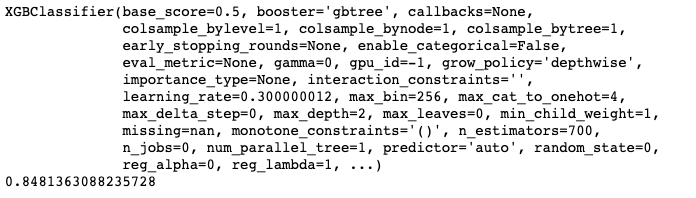 XGBClassifier(base_score=0.5, booster='gbtree', callbacks=None,
colsample_bylevel=1, colsample_bynode=1, colsample_bytree=1,
early_stopping_rounds=None, enable_categorical=False,
eval_metric=None, gamma=0, gpu_id=-1, grow_policy='depthwise',
importance_type=None, interaction_constraints='',
learning_rate=0.300000012, max_bin=256, max_cat_to_onehot=4,
max_delta_step=0, max_depth=2, max_leaves=0, min_child_weight=1,
missing=nan, monotone_constraints='()', n_estimators=700,
n_jobs=0, num_parallel_tree=1, predictor='auto', random_state=0,
reg_alpha=0, reg_lambda=1, ...)
0.8481363088235728